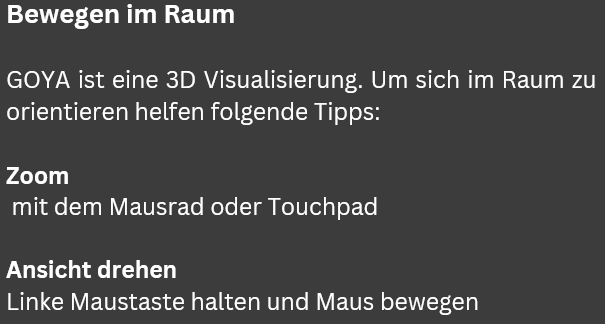 Bewegen im Raum
GOYA ist eine 3D Visualisierung. Um sich im Raum zu
orientieren helfen folgende Tipps:
Zoom
mit dem Mausrad oder Touchpad
Ansicht drehen
Linke Maustaste halten und Maus bewegen